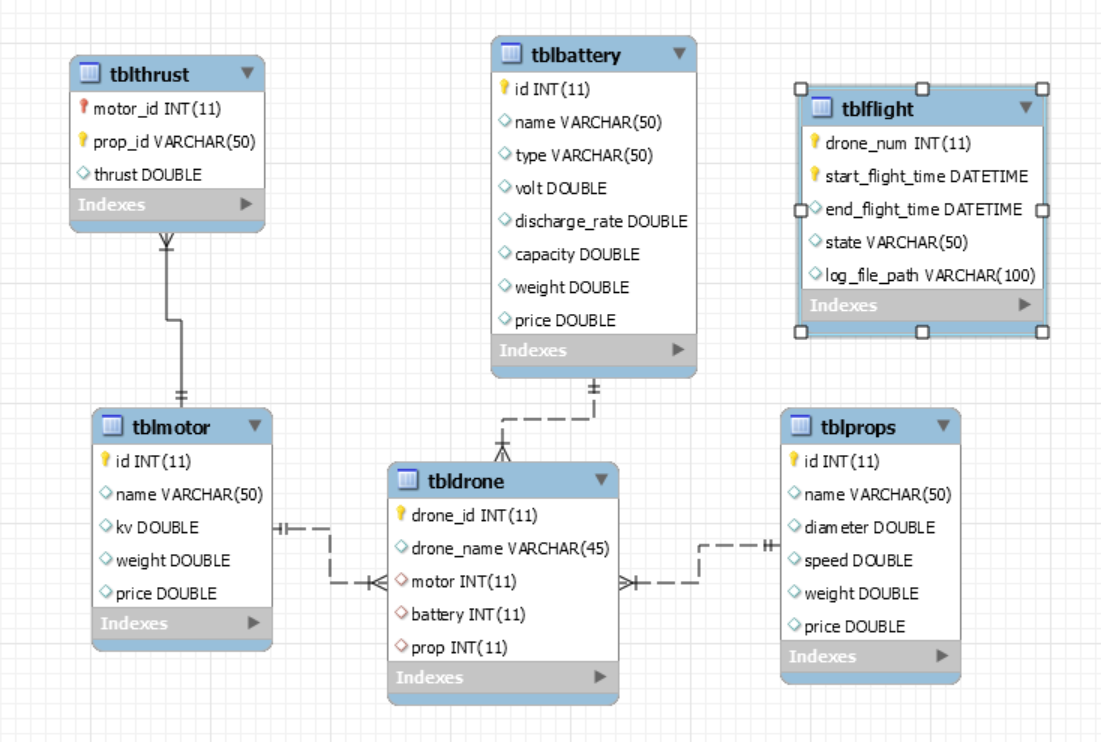 tblthrust
motor_id INT(11)
prop_id VARCHAR(50)
thrust DOUBLE
Indexes
tblbattery
id INT(11)
name VARCHAR(50)
type VARCHAR(50)
volt DOUBLE
discharge_rate DOUBLE
capacity DOUBLE
weight DOUBLE
price DOUBLE
Indexes
tblflight
drone_num INT(11)
start_flight_time DATETIME
end_flight_time DATETIME
state VARCHAR(50)
log_file_path VARCHAR(100)
Indexes
tblmotor
id INT(11)
name VARCHAR(50)
kv DOUBLE
weight DOUBLE
price DOUBLE
Indexes
tbldrone
drone_id INT(11)
drone_name VARCHAR(45)
motor INT(11)
battery INT(11)
prop INT(11)
Indexes
tblprops
id INT(11)
name VARCHAR(50)
diameter DOUBLE
speed DOUBLE
weight DOUBLE
price DOUBLE
Indexes